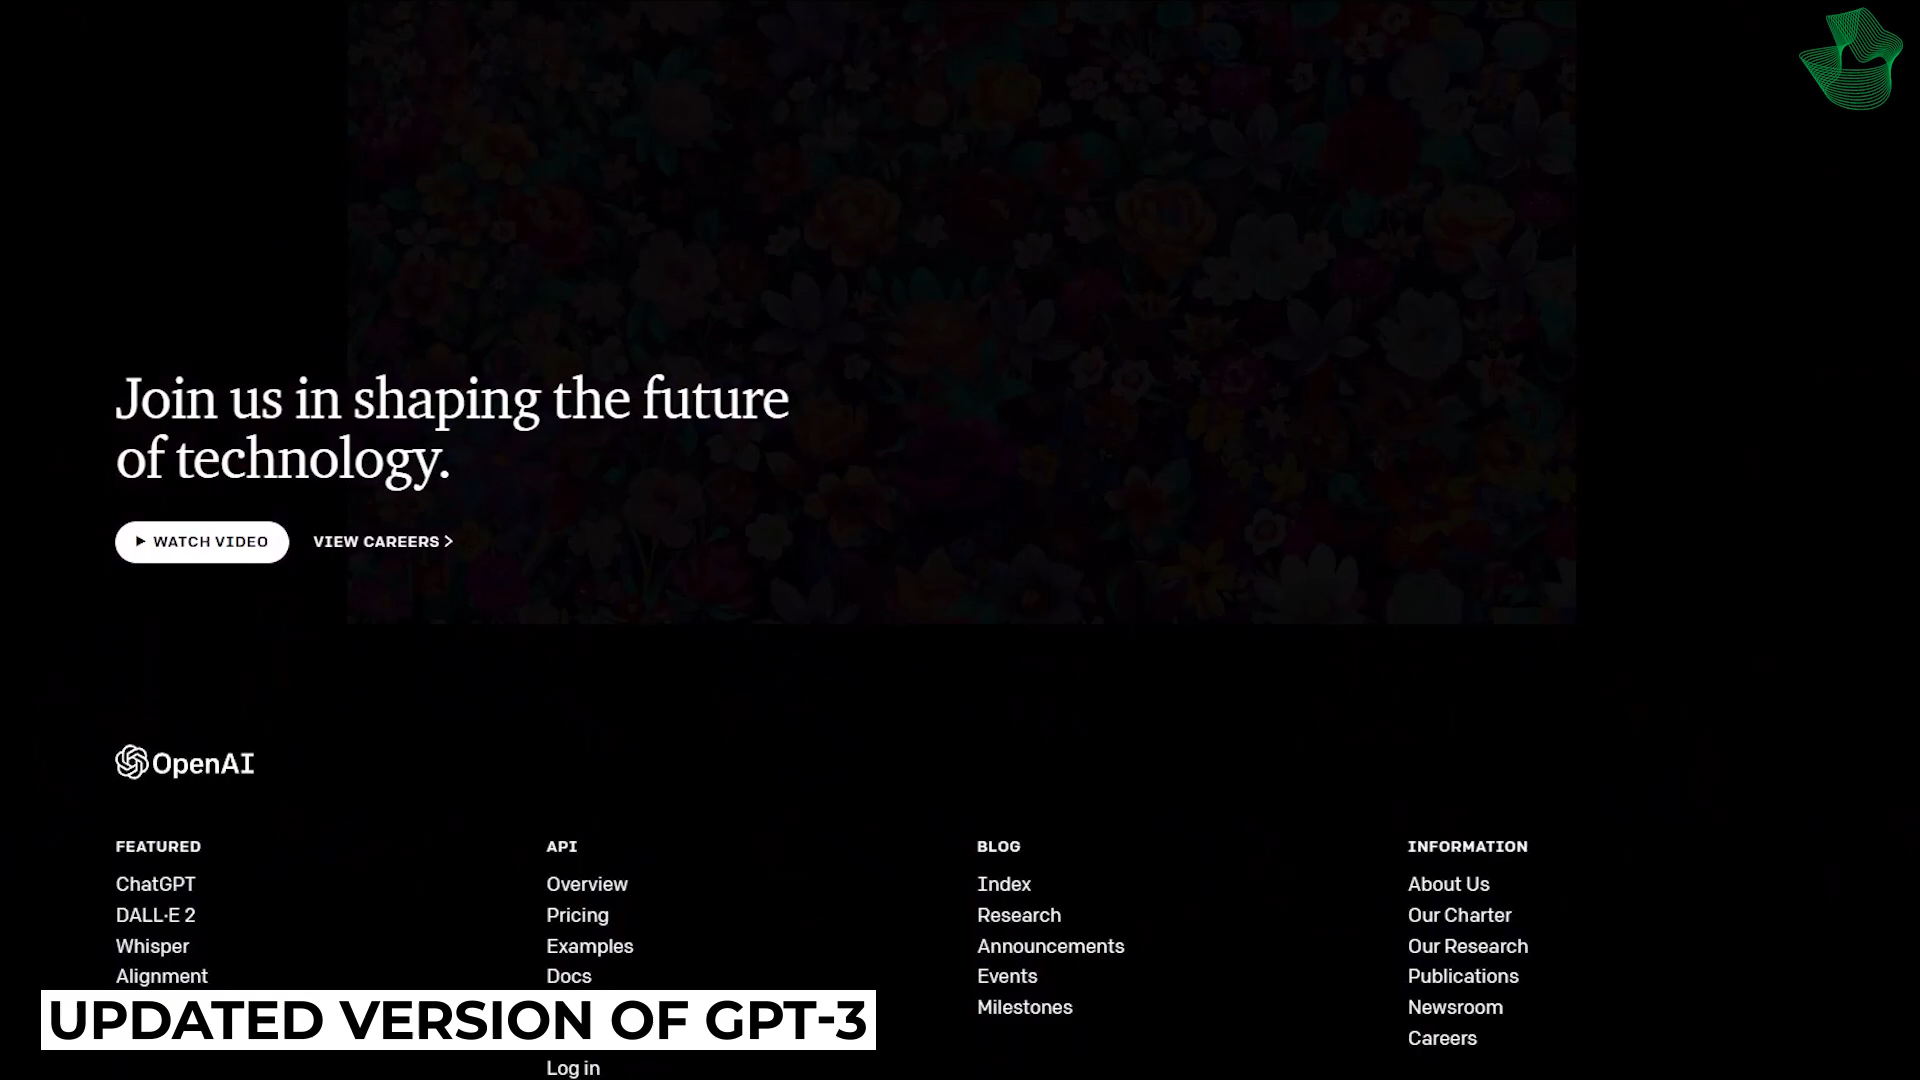 Join us in shaping the future
of technology.
WATCH VIDEO
VIEW CAREERS >
OpenAI
FEATURED
ChatGPT
DALL·E 2
Whisper
Alignment
API
Overview
Pricing
Examples
Docs
Log in
BLOG
Index
Research
Announcements
Events
Milestones
INFORMATION
About Us
Our Charter
Our Research
Publications
Newsroom
Careers
UPDATED VERSION OF GPT-3